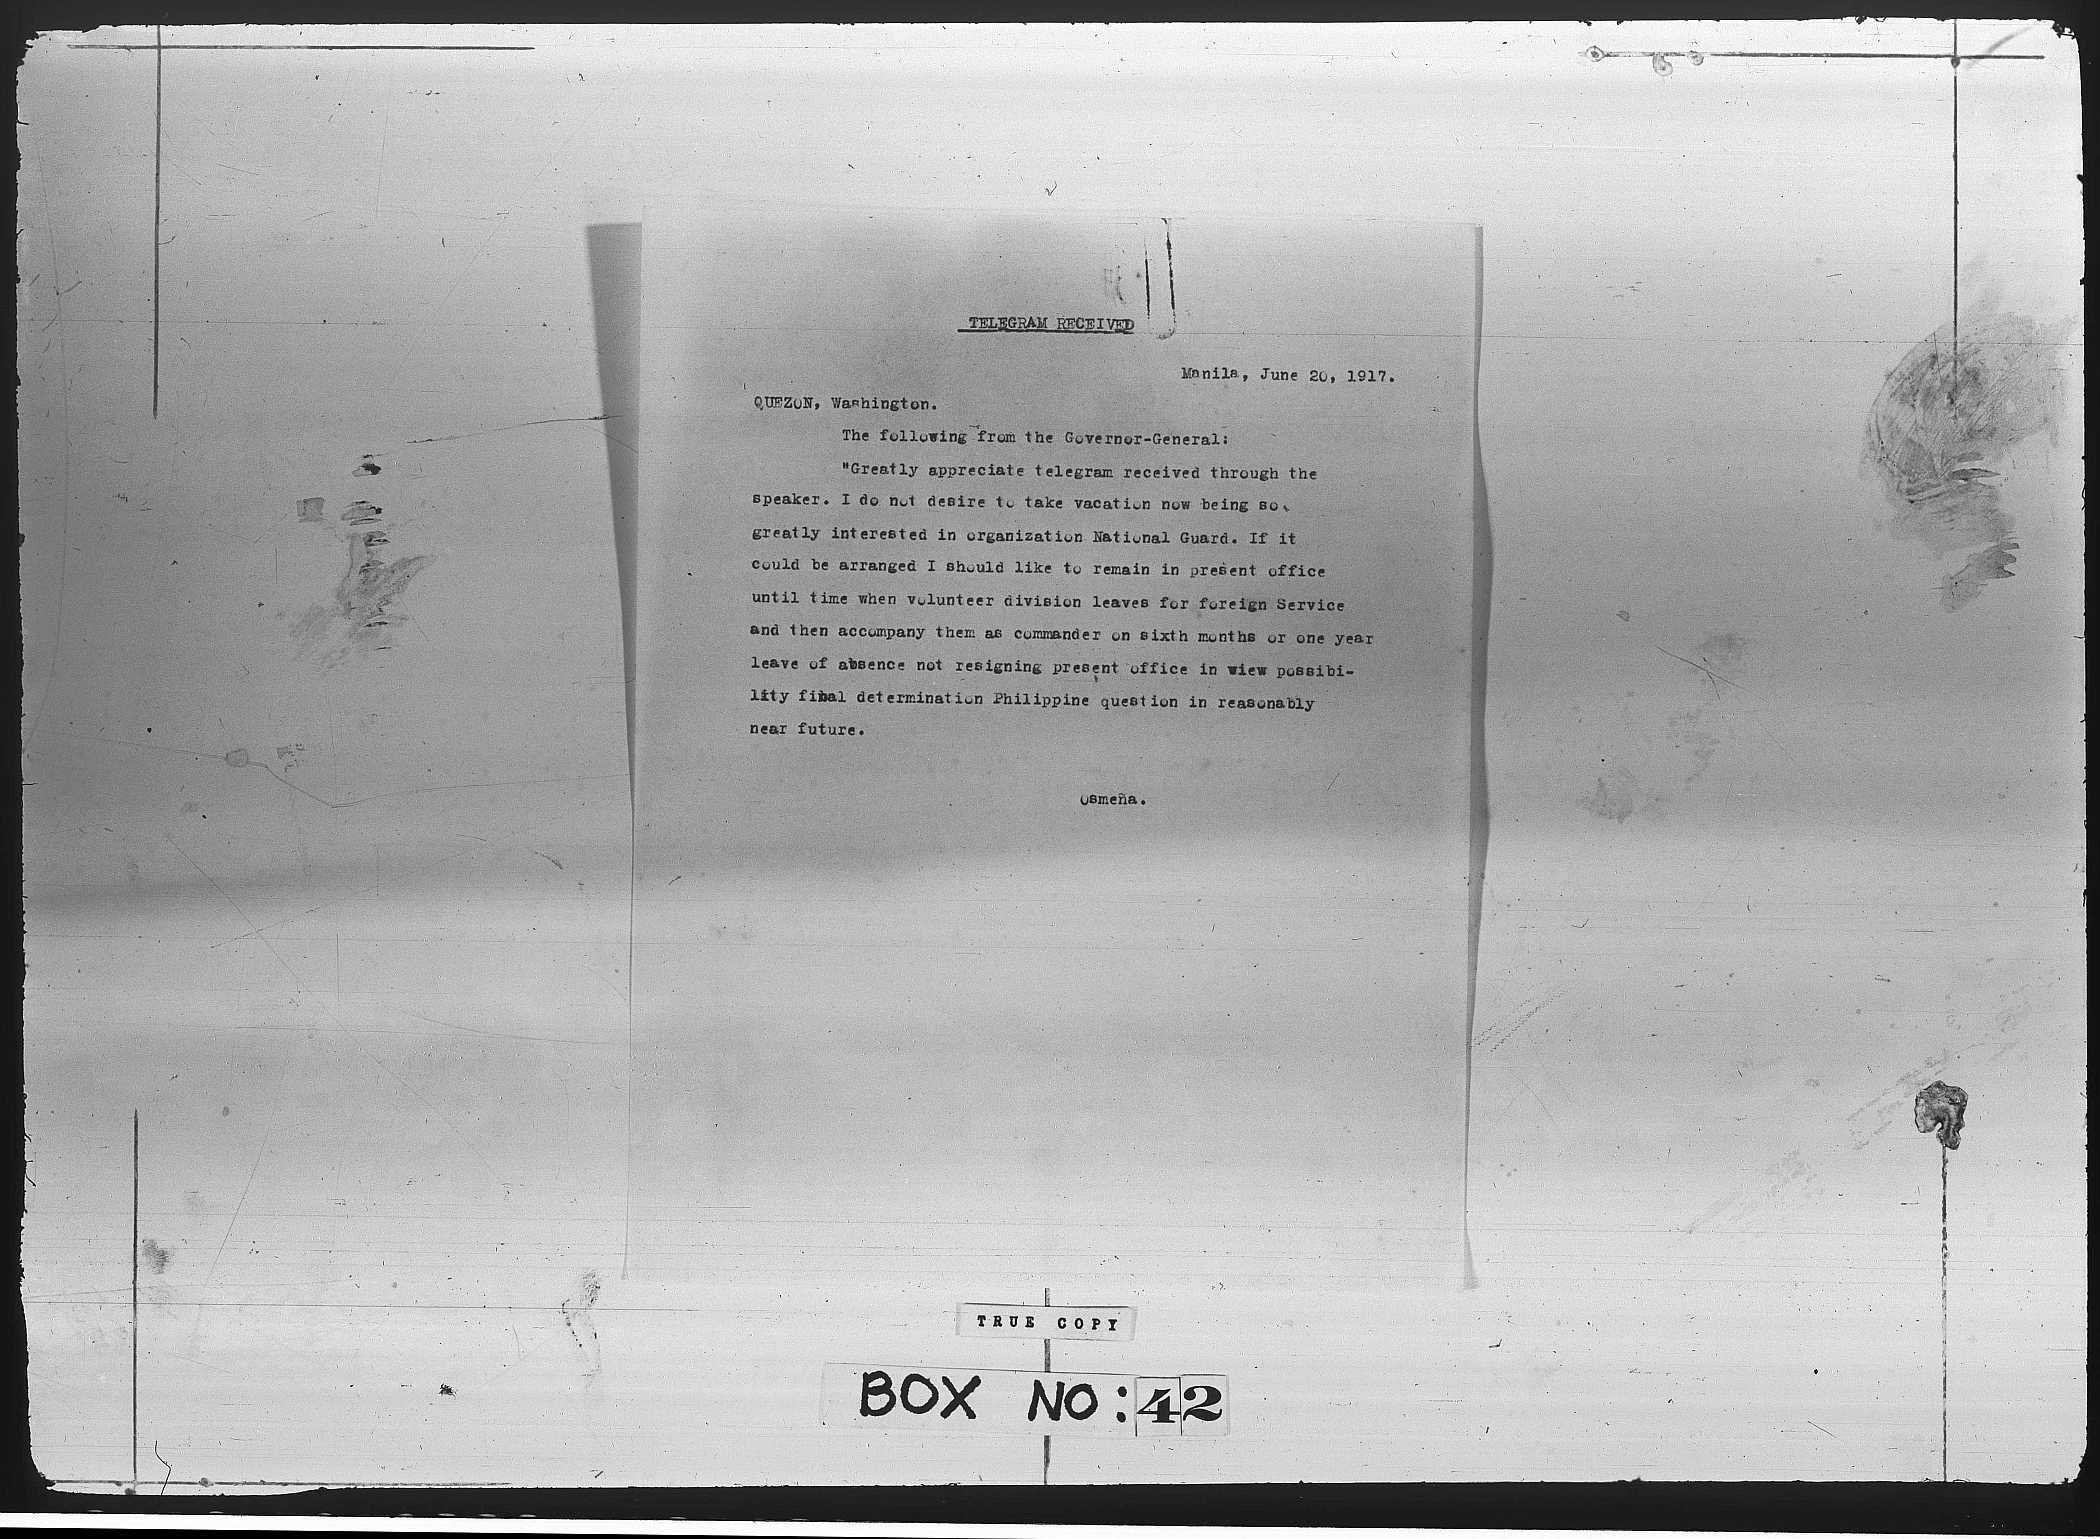 TELEGRAM RECEIVED
Manila, June 20, 1917.
QUEZON, Washington.
The following from the Governor-General:
"Greatly appreciate telegram received through the
speaker. I do not desire to take vacation now being so
greatly interested in organization National Guard. If it
could be arranged I should like to remain in present office
until time when volunteer division leaves for foreign Service
and then accompany them as commander on sixth months or one year
leave of absence not resigning present office in wiew possibi-
lity final determination Philippine question in reasonably
near future.
Osmeña.
TRUE COPY
BOX NO: 42